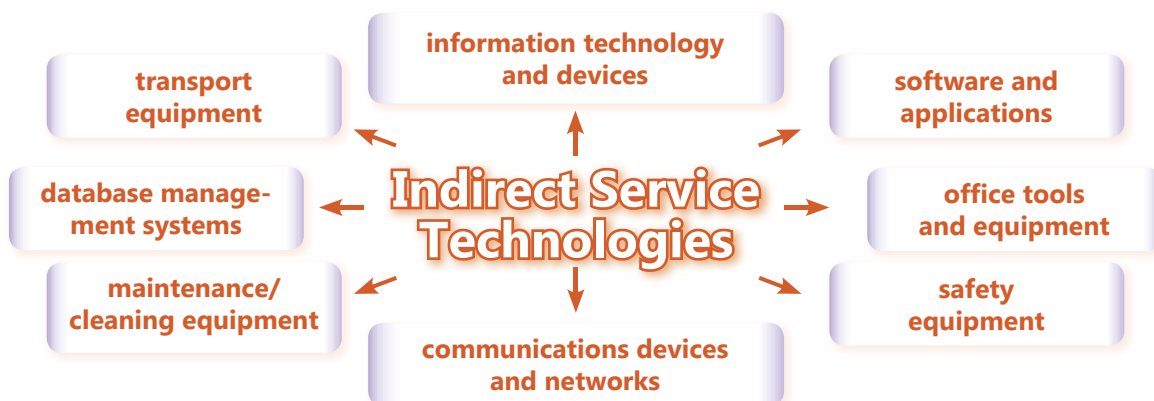 information technology
and devices
transport
equipment
software and
applications
database manage-
ment systems
Indirect Service
Technologies
office tools
and equipment
maintenance/
cleaning equipment
safety
equipment
communications devices
and networks